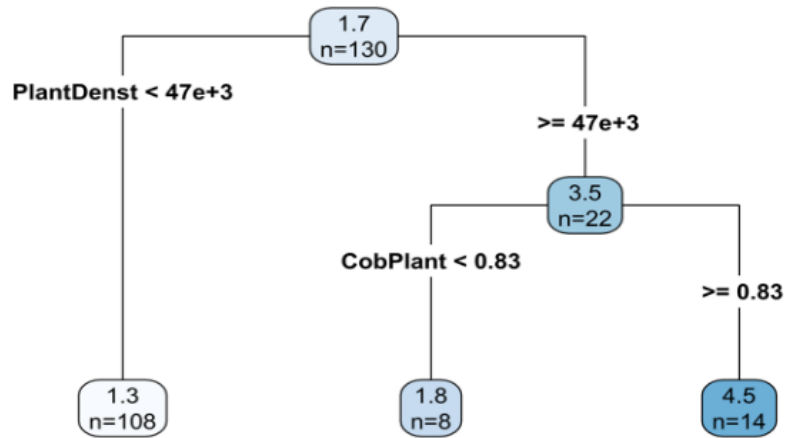 1.7
n=130
PlantDenst < 47e+3
>= 47e+3
3.5
n=22
CobPlant < 0.83
>= 0.83
1.3
n=108
1.8
n=8
4.5
n=14